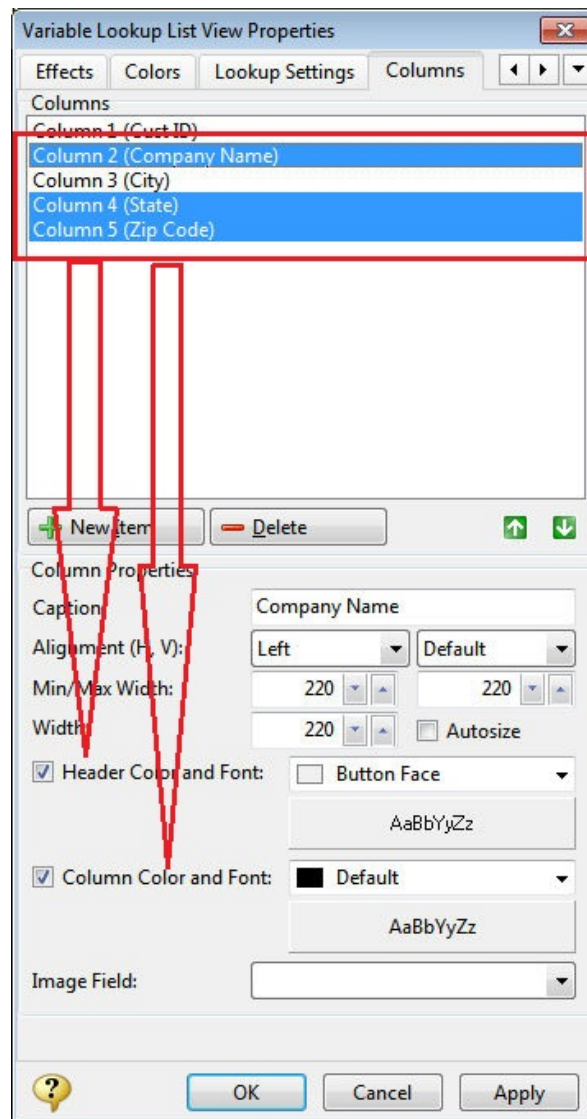 Variable Lookup List View Properties
Effects Colors Lookup Settings Columns
Columns
Column 1 (Cust ID)
Column 2 (Company Name)
Column 3 (City)
Column 4 (State)
Column 5 (Zip Code)
New Item Delete
Column Properties
Caption: Company Name
Alignment (H, V): Left Default
Min/Max Width: 220 220
Width: 220 Autosize
Header Color and Font: Button Face
AaBbYyZz
Column Color and Font: Default
AaBbYyZz
Image Field:
? OK Cancel Apply